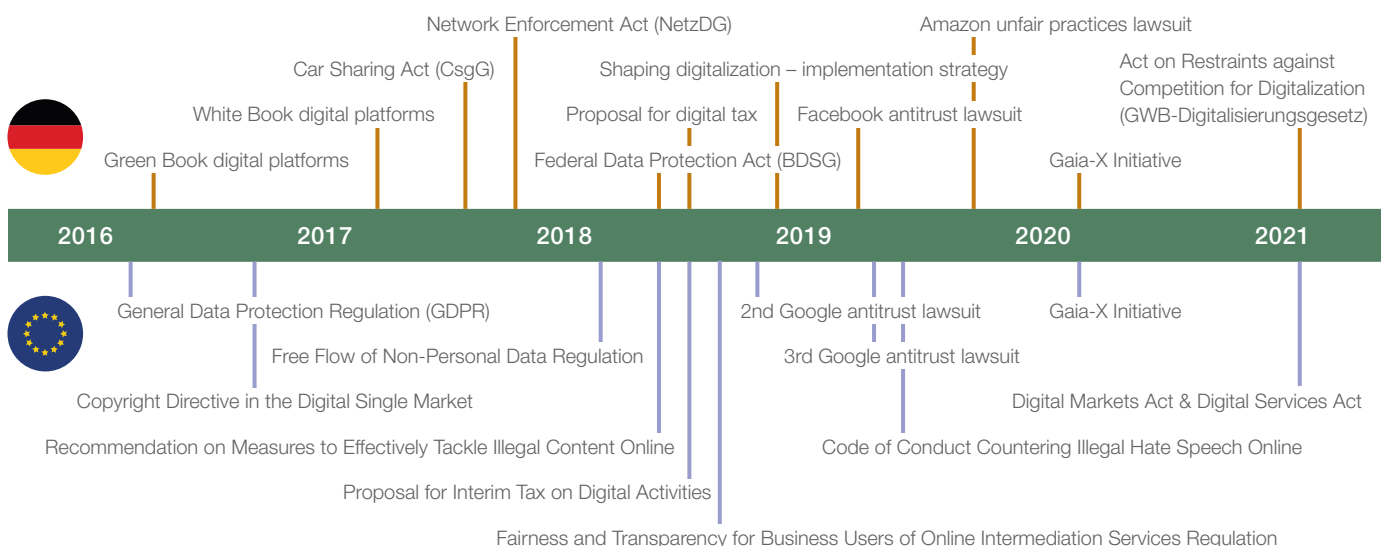 Network Enforcement Act (NetzDG)
Amazon unfair practices lawsuit
Car Sharing Act (CsgG)
Shaping digitalization – implementation strategy
Act on Restraints against
Competition for Digitalization
(GWB-Digitalisierungsgesetz)
White Book digital platforms
Proposal for digital tax
Facebook antitrust lawsuit
Green Book digital platforms
Federal Data Protection Act (BDSG)
Gaia-X Initiative
2016 2017 2018 2019 2020 2021
General Data Protection Regulation (GDPR)
2nd Google antitrust lawsuit
Gaia-X Initiative
Free Flow of Non-Personal Data Regulation
3rd Google antitrust lawsuit
Copyright Directive in the Digital Single Market
Digital Markets Act & Digital Services Act
Recommendation on Measures to Effectively Tackle Illegal Content Online
Code of Conduct Countering Illegal Hate Speech Online
Proposal for Interim Tax on Digital Activities
Fairness and Transparency for Business Users of Online Intermediation Services Regulation